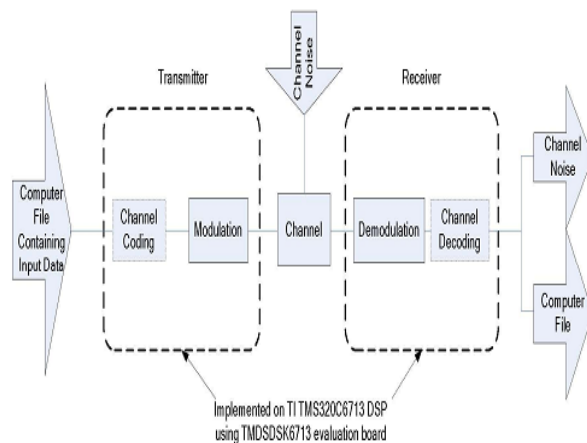 Transmitter
Channel
Noise
Receiver
Computer
File
Containing
Input Data
Channel
Coding
Modulation
Channel
Demodulation
Channel
Decoding
Channel
Noise
Computer
File
Implemented on TI TMS320C6713 DSP
using TMDSDSK6713 evaluation board